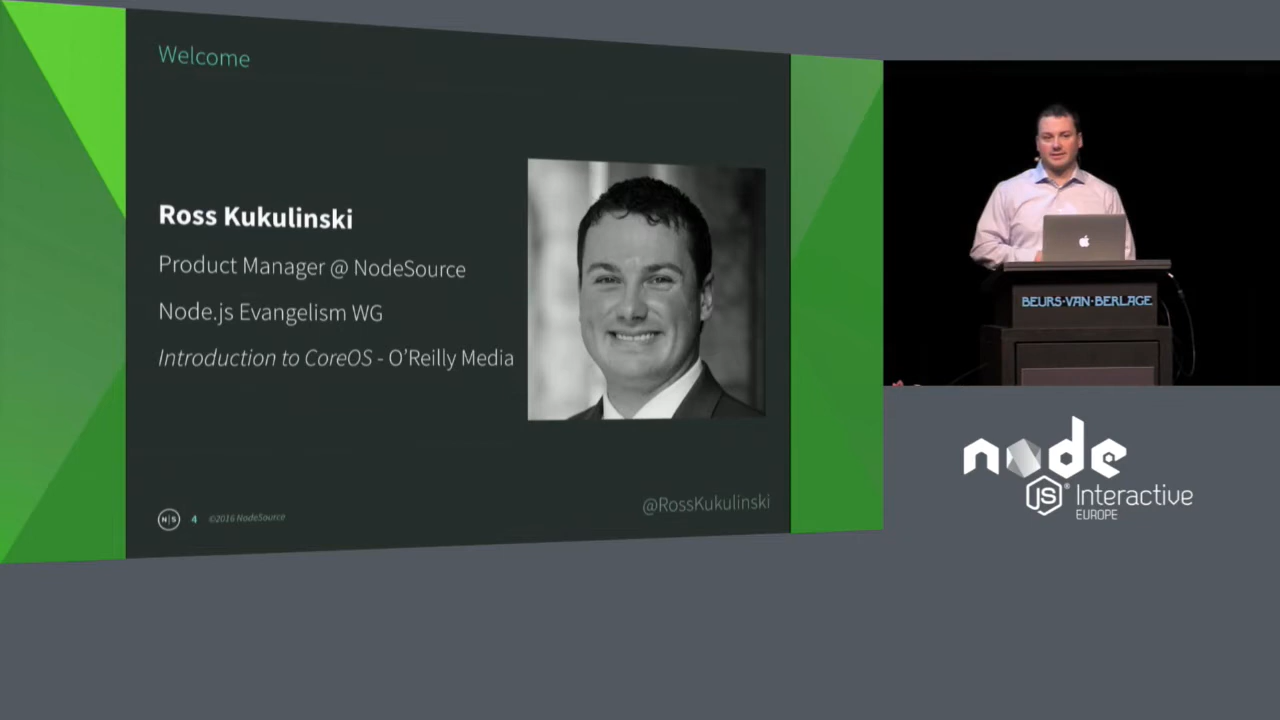 Welcome
Ross Kukulinski
Product Manager @ NodeSource
Node.js Evangelism WG
Introduction to CoreOS - O'Reilly Media
@RossKukulinski
N|S 4 ©2016 NodeSource
BEURS-VAN-BERLAGE
node
JS® Interactive
EUROPE